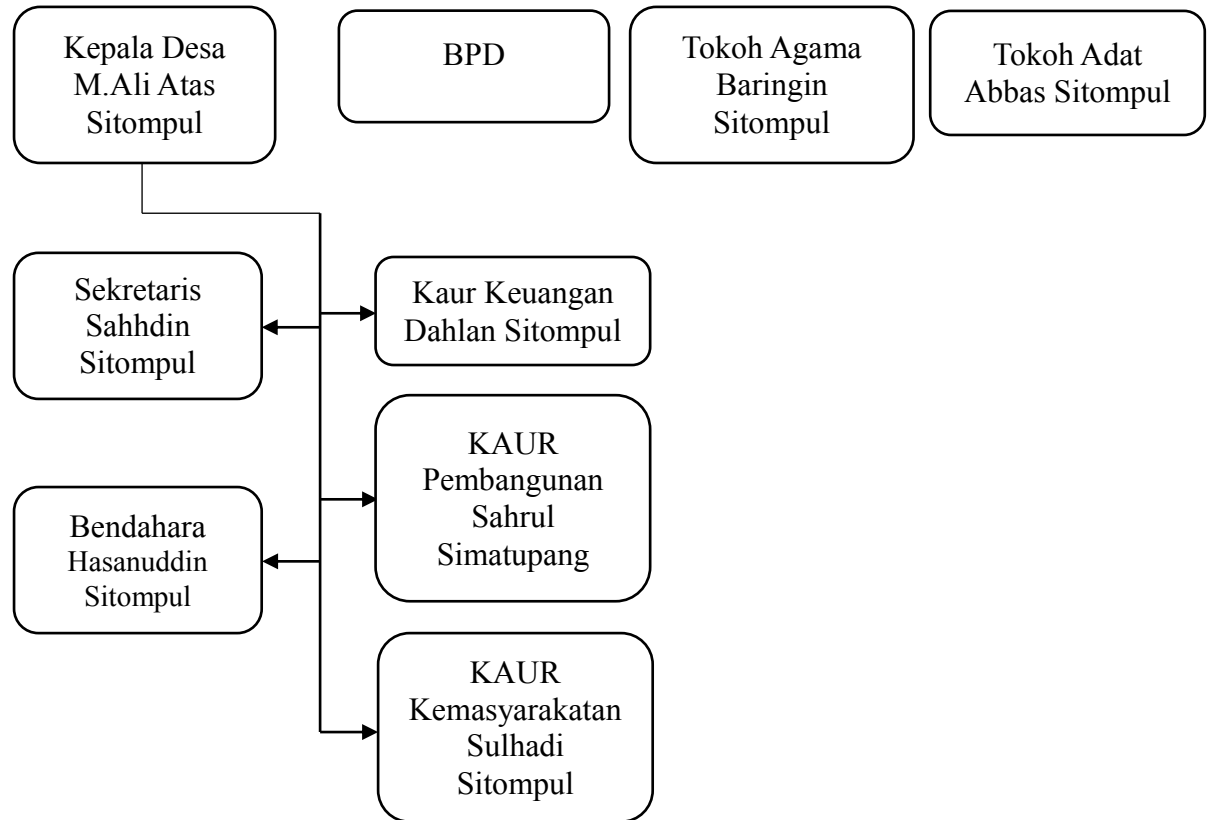 Kepala Desa
M.Ali Atas
Sitompul
BPD
Tokoh Agama
Baringin
Sitompul
Tokoh Adat
Abbas Sitompul
Sekretaris
Sahhdin
Sitompul
Kaur Keuangan
Dahlan Sitompul
KAUR
Pembangunan
Sahrul
Simatupang
Bendahara
Hasanuddin
Sitompul
KAUR
Kemasyarakatan
Sulhadi
Sitompul